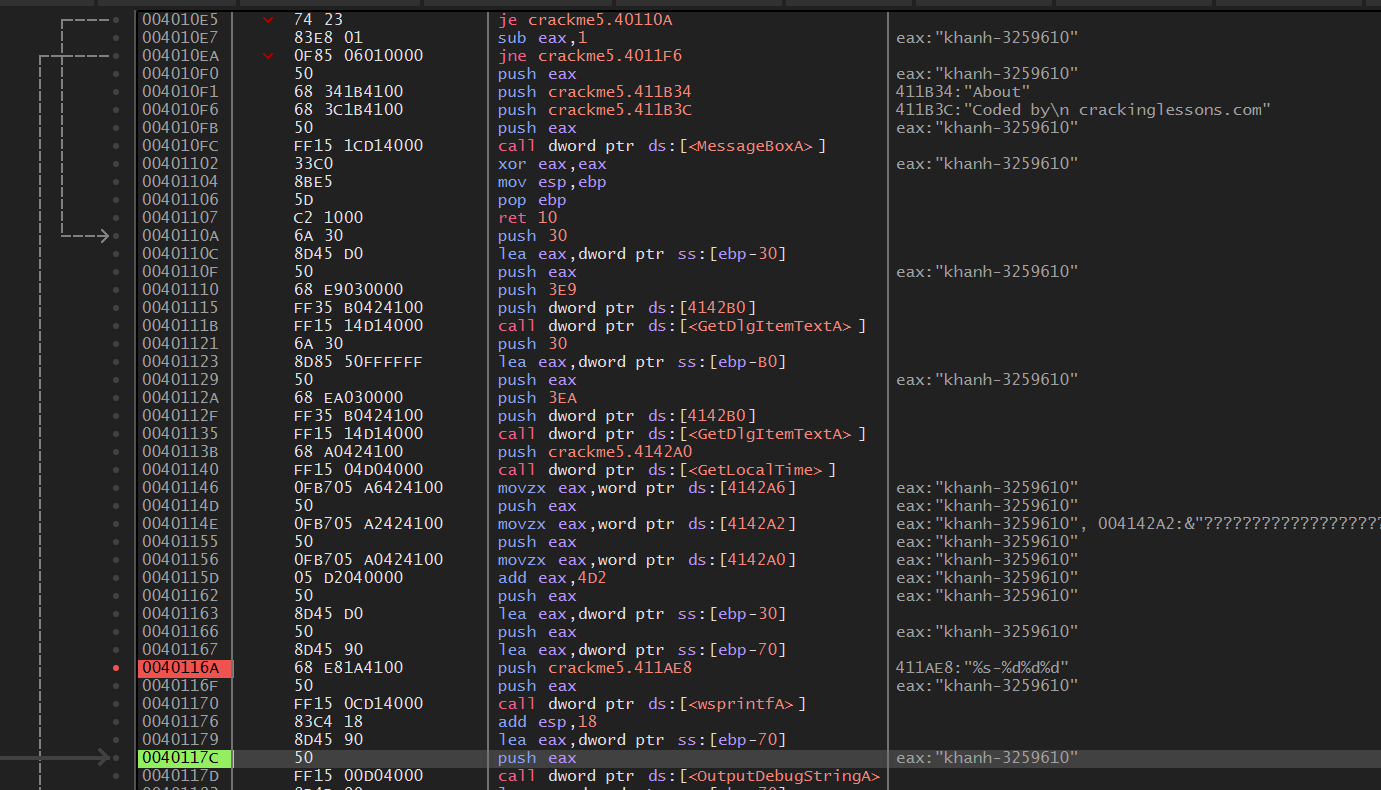 004010E5 74 23 je crackme5.40110A
004010E7 83E8 01 sub eax,1 eax:"khanh-3259610"
004010EA 0F85 06010000 jne crackme5.4011F6
004010F0 50 push eax eax:"khanh-3259610"
004010F1 68 341B4100 push crackme5.411B34 411B34:"About"
004010F6 68 3C1B4100 push crackme5.411B3C 411B3C:"Coded by\n crackinglessons.com"
004010FB 50 push eax eax:"khanh-3259610"
004010FC FF15 1CD14000 call dword ptr ds:[<MessageBoxA>]
00401102 33C0 xor eax,eax eax:"khanh-3259610"
00401104 8BE5 mov esp,ebp
00401106 5D pop ebp
00401107 C2 1000 ret 10
0040110A 6A 30 push 30
0040110C 8D45 D0 lea eax,dword ptr ss:[ebp-30]
0040110F 50 push eax eax:"khanh-3259610"
00401110 68 E9030000 push 3E9
00401115 FF35 B0424100 push dword ptr ds:[4142B0]
0040111B FF15 14D14000 call dword ptr ds:[<GetDlgItemTextA>]
00401121 6A 30 push 30
00401123 8D85 50FFFFFF lea eax,dword ptr ss:[ebp-B0]
00401129 50 push eax eax:"khanh-3259610"
0040112A 68 EA030000 push 3EA
0040112F FF35 B0424100 push dword ptr ds:[4142B0]
00401135 FF15 14D14000 call dword ptr ds:[<GetDlgItemTextA>]
0040113B 68 A0424100 push crackme5.4142A0
00401140 FF15 04D04000 call dword ptr ds:[<GetLocalTime>]
00401146 0FB705 A6424100 movzx eax,word ptr ds:[4142A6] eax:"khanh-3259610"
0040114D 50 push eax eax:"khanh-3259610"
0040114E 0FB705 A2424100 movzx eax,word ptr ds:[4142A2] eax:"khanh-3259610", 004142A2:&"???????????????????
00401155 50 push eax eax:"khanh-3259610"
00401156 0FB705 A0424100 movzx eax,word ptr ds:[4142A0] eax:"khanh-3259610"
0040115D 05 D2040000 add eax,4D2 eax:"khanh-3259610"
00401162 50 push eax eax:"khanh-3259610"
00401163 8D45 D0 lea eax,dword ptr ss:[ebp-30]
00401166 50 push eax eax:"khanh-3259610"
00401167 8D45 90 lea eax,dword ptr ss:[ebp-70]
0040116A 68 E81A4100 push crackme5.411AE8 411AE8:"%s-%d%d%d"
0040116F 50 push eax eax:"khanh-3259610"
00401170 FF15 0CD14000 call dword ptr ds:[<wsprintfA>]
00401176 83C4 18 add esp,18
00401179 8D45 90 lea eax,dword ptr ss:[ebp-70]
0040117C 50 push eax eax:"khanh-3259610"
0040117D FF15 00D04000 call dword ptr ds:[<OutputDebugStringA>